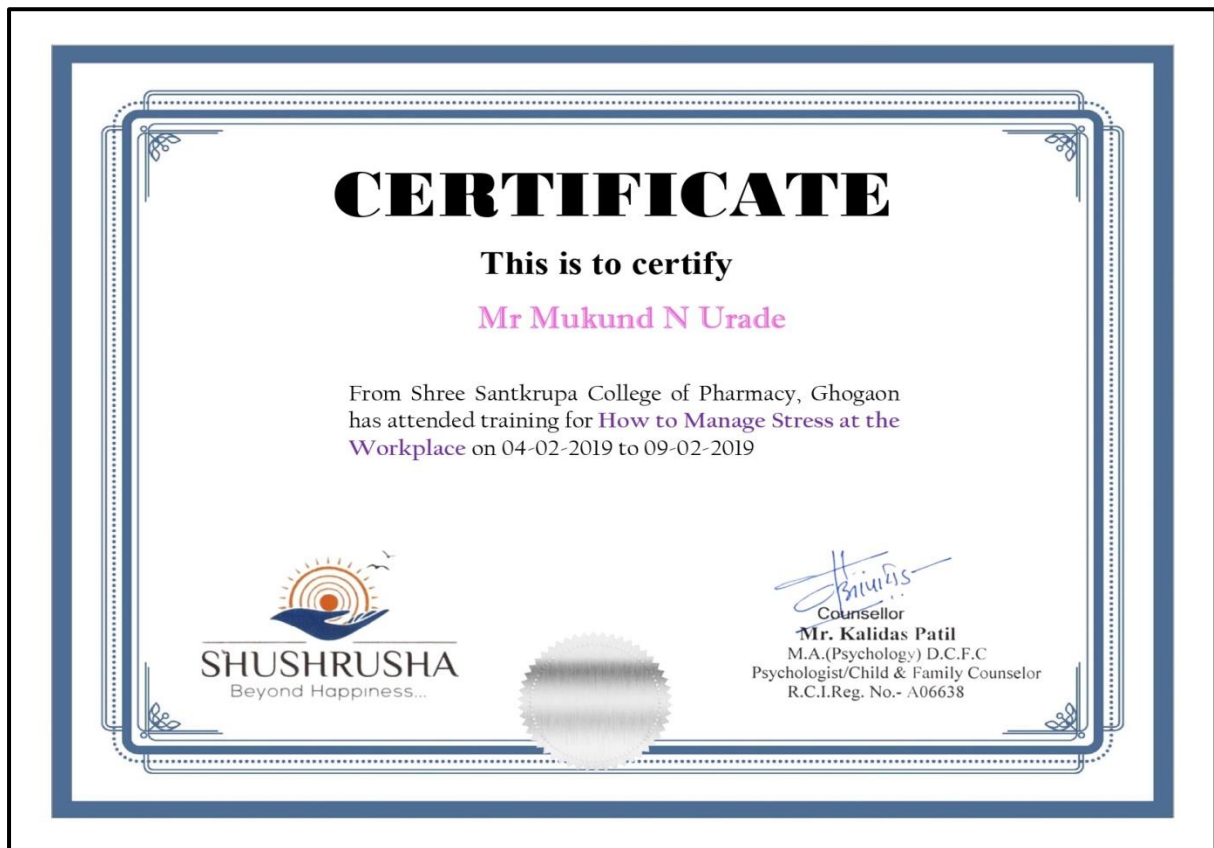 CERTIFICATE
This is to certify
Mr Mukund N Urade
From Shree Santkrupa College of Pharmacy, Ghogaon
has attended training for How to Manage Stress at the
Workplace on 04-02-2019 to 09-02-2019
SHUSHRUSHA
Beyond Happiness...
Counsellor
Mr. Kalidas Patil
M.A.(Psychology) D.C.F.C
Psychologist/Child & Family Counselor
R.C.I.Reg. No.- A06638